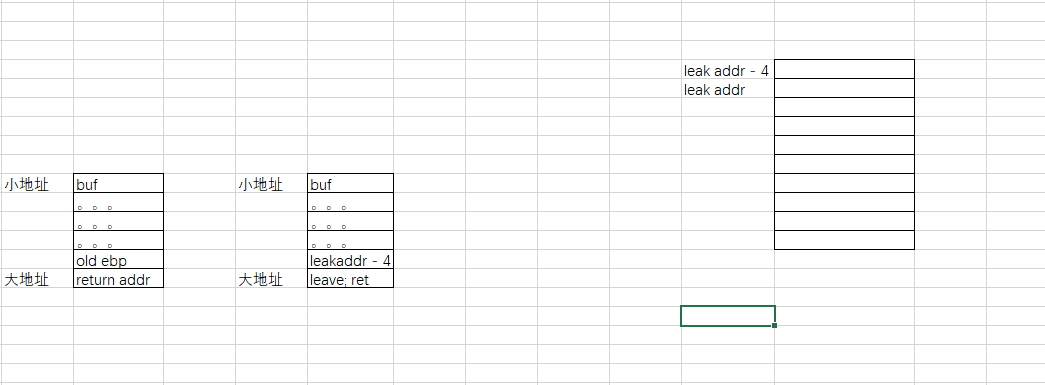 leak addr - 4
leak addr
小地址 buf 小地址 buf
。。。 。。。
。。。 。。。
。。。 。。。
old ebp leakaddr - 4
大地址 return addr 大地址 leave; ret